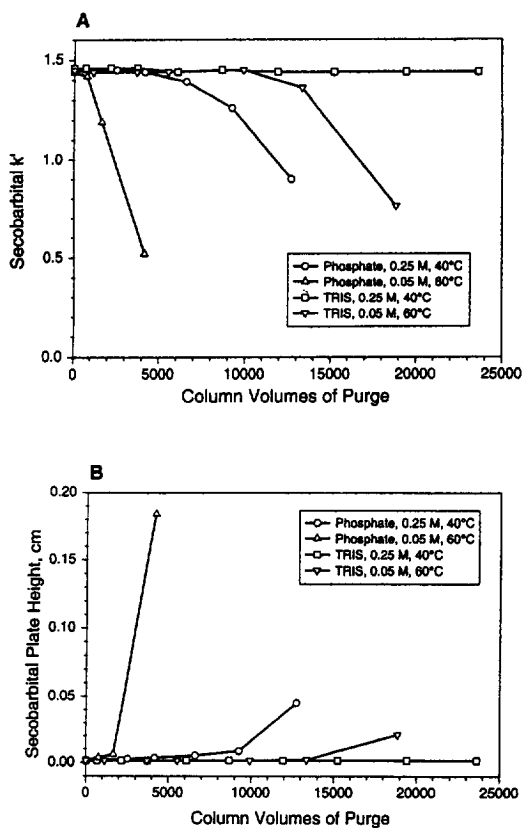 A
1.5
1.0
0.5
0.0
Secobarbital k'
Phosphate, 0.25 M, 40°C
Phosphate, 0.05 M, 60°C
TRIS, 0.25 M, 40°C
TRIS, 0.05 M, 60°C
0 5000 10000 15000 20000 25000
Column Volumes of Purge
B
0.20
0.15
0.10
0.05
0.00
Secobarbital Plate Height, cm
Phosphate, 0.25 M, 40°C
Phosphate, 0.05 M, 60°C
TRIS, 0.25 M, 40°C
TRIS, 0.05 M, 60°C
0 5000 10000 15000 20000 25000
Column Volumes of Purge